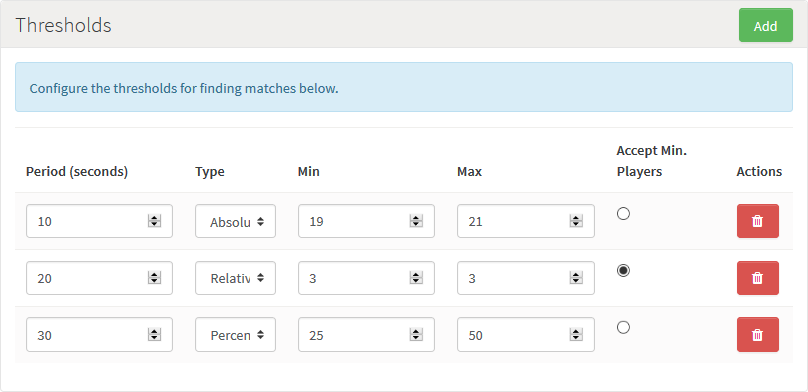 Thresholds
Add
Configure the thresholds for finding matches below.
Period (seconds) Type Min Max Accept Min. Players Actions
10 Absolu 19 21
20 Relativ 3 3
30 Percen 25 50